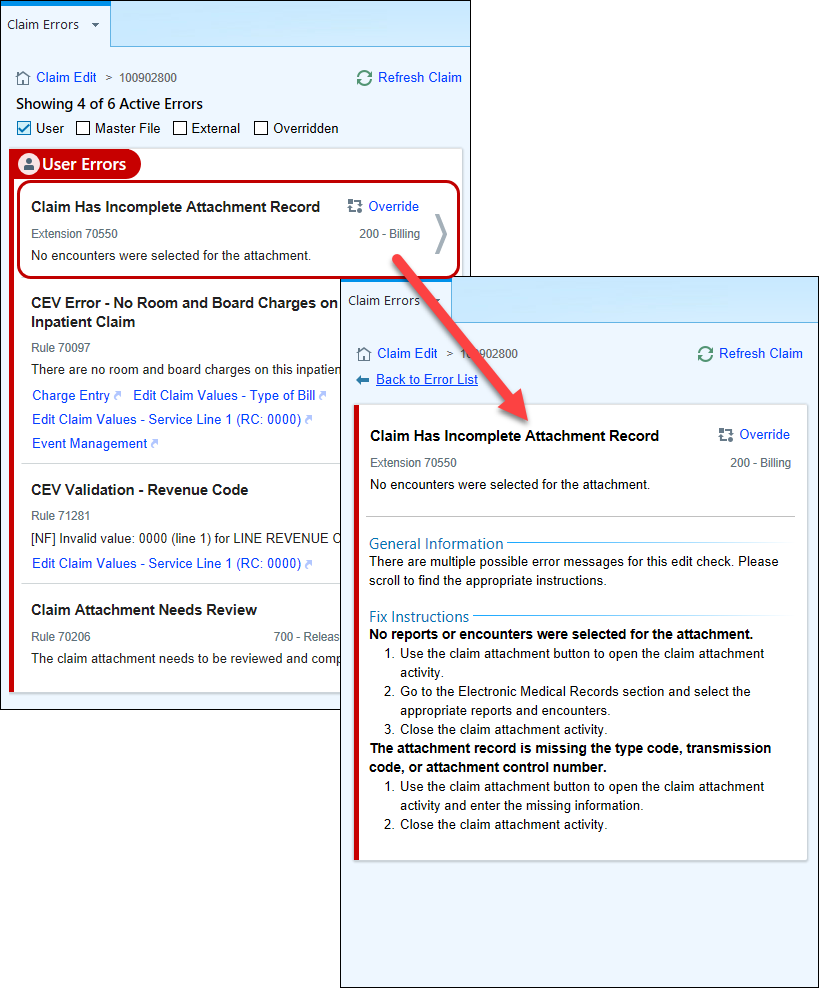 Claim Errors
Claim Edit > 100902800
Refresh Claim
Showing 4 of 6 Active Errors
User Master File External Overridden
User Errors
Claim Has Incomplete Attachment Record
Override
Extension 70550
200 - Billing
No encounters were selected for the attachment.
CEV Error - No Room and Board Charges on
Inpatient Claim
Rule 70097
There are no room and board charges on this inpatien
Charge Entry Edit Claim Values - Type of Bill
Edit Claim Values - Service Line 1 (RC: 0000)
Event Management
CEV Validation - Revenue Code
Rule 71281
[NF] Invalid value: 0000 (line 1) for LINE REVENUE
Edit Claim Values - Service Line 1 (RC: 0000)
Claim Attachment Needs Review
Rule 70206
700 - Releas
The claim attachment needs to be reviewed and comp
Claim Errors
Claim Edit > 100902800
Refresh Claim
Back to Error List
Claim Has Incomplete Attachment Record
Override
Extension 70550
200 - Billing
No encounters were selected for the attachment.
General Information
There are multiple possible error messages for this edit check. Please
scroll to find the appropriate instructions.
Fix Instructions
No reports or encounters were selected for the attachment.
1. Use the claim attachment button to open the claim attachment
activity.
2. Go to the Electronic Medical Records section and select the
appropriate reports and encounters.
3. Close the claim attachment activity.
The attachment record is missing the type code, transmission
code, or attachment control number.
1. Use the claim attachment button to open the claim attachment
activity and enter the missing information.
2. Close the claim attachment activity.